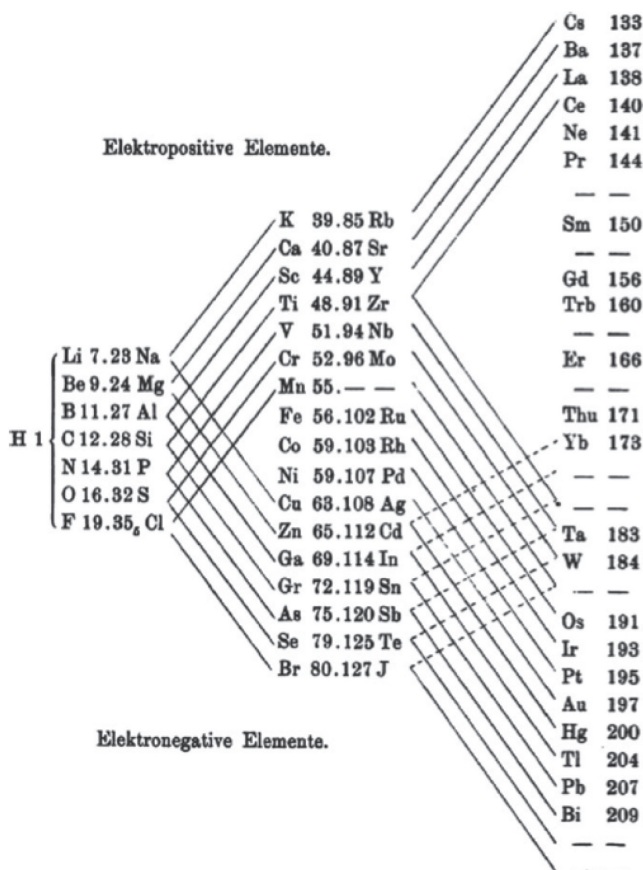 Cs 133
Ba 137
La 138
Ce 140
Elektropositive Elemente.
Ne 141
Pr 144
— —
K 39.85 Rb
Sm 150
Ca 40.87 Sr
— —
Sc 44.89 Y
Gd 156
Ti 48.91 Zr
Trb 160
V 51.94 Nb
— —
Li 7.23 Na
Cr 52.96 Mo
Er 166
Be 9.24 Mg
Mn 55. — —
— —
B 11.27 Al
Fe 56.102 Ru
Thu 171
H 1
C 12.28 Si
Co 59.103 Rh
Yb 173
N 14.31 P
Ni 59.107 Pd
— —
O 16.32 S
Cu 63.108 Ag
— —
F 19.35,5 Cl
Zn 65.112 Cd
Ta 183
Ga 69.114 In
W 184
Gr 72.119 Sn
— —
As 75.120 Sb
Os 191
Se 79.125 Te
Ir 193
Br 80.127 J
Pt 195
Au 197
Elektronegative Elemente.
Hg 200
Tl 204
Pb 207
Bi 209
— —
— —